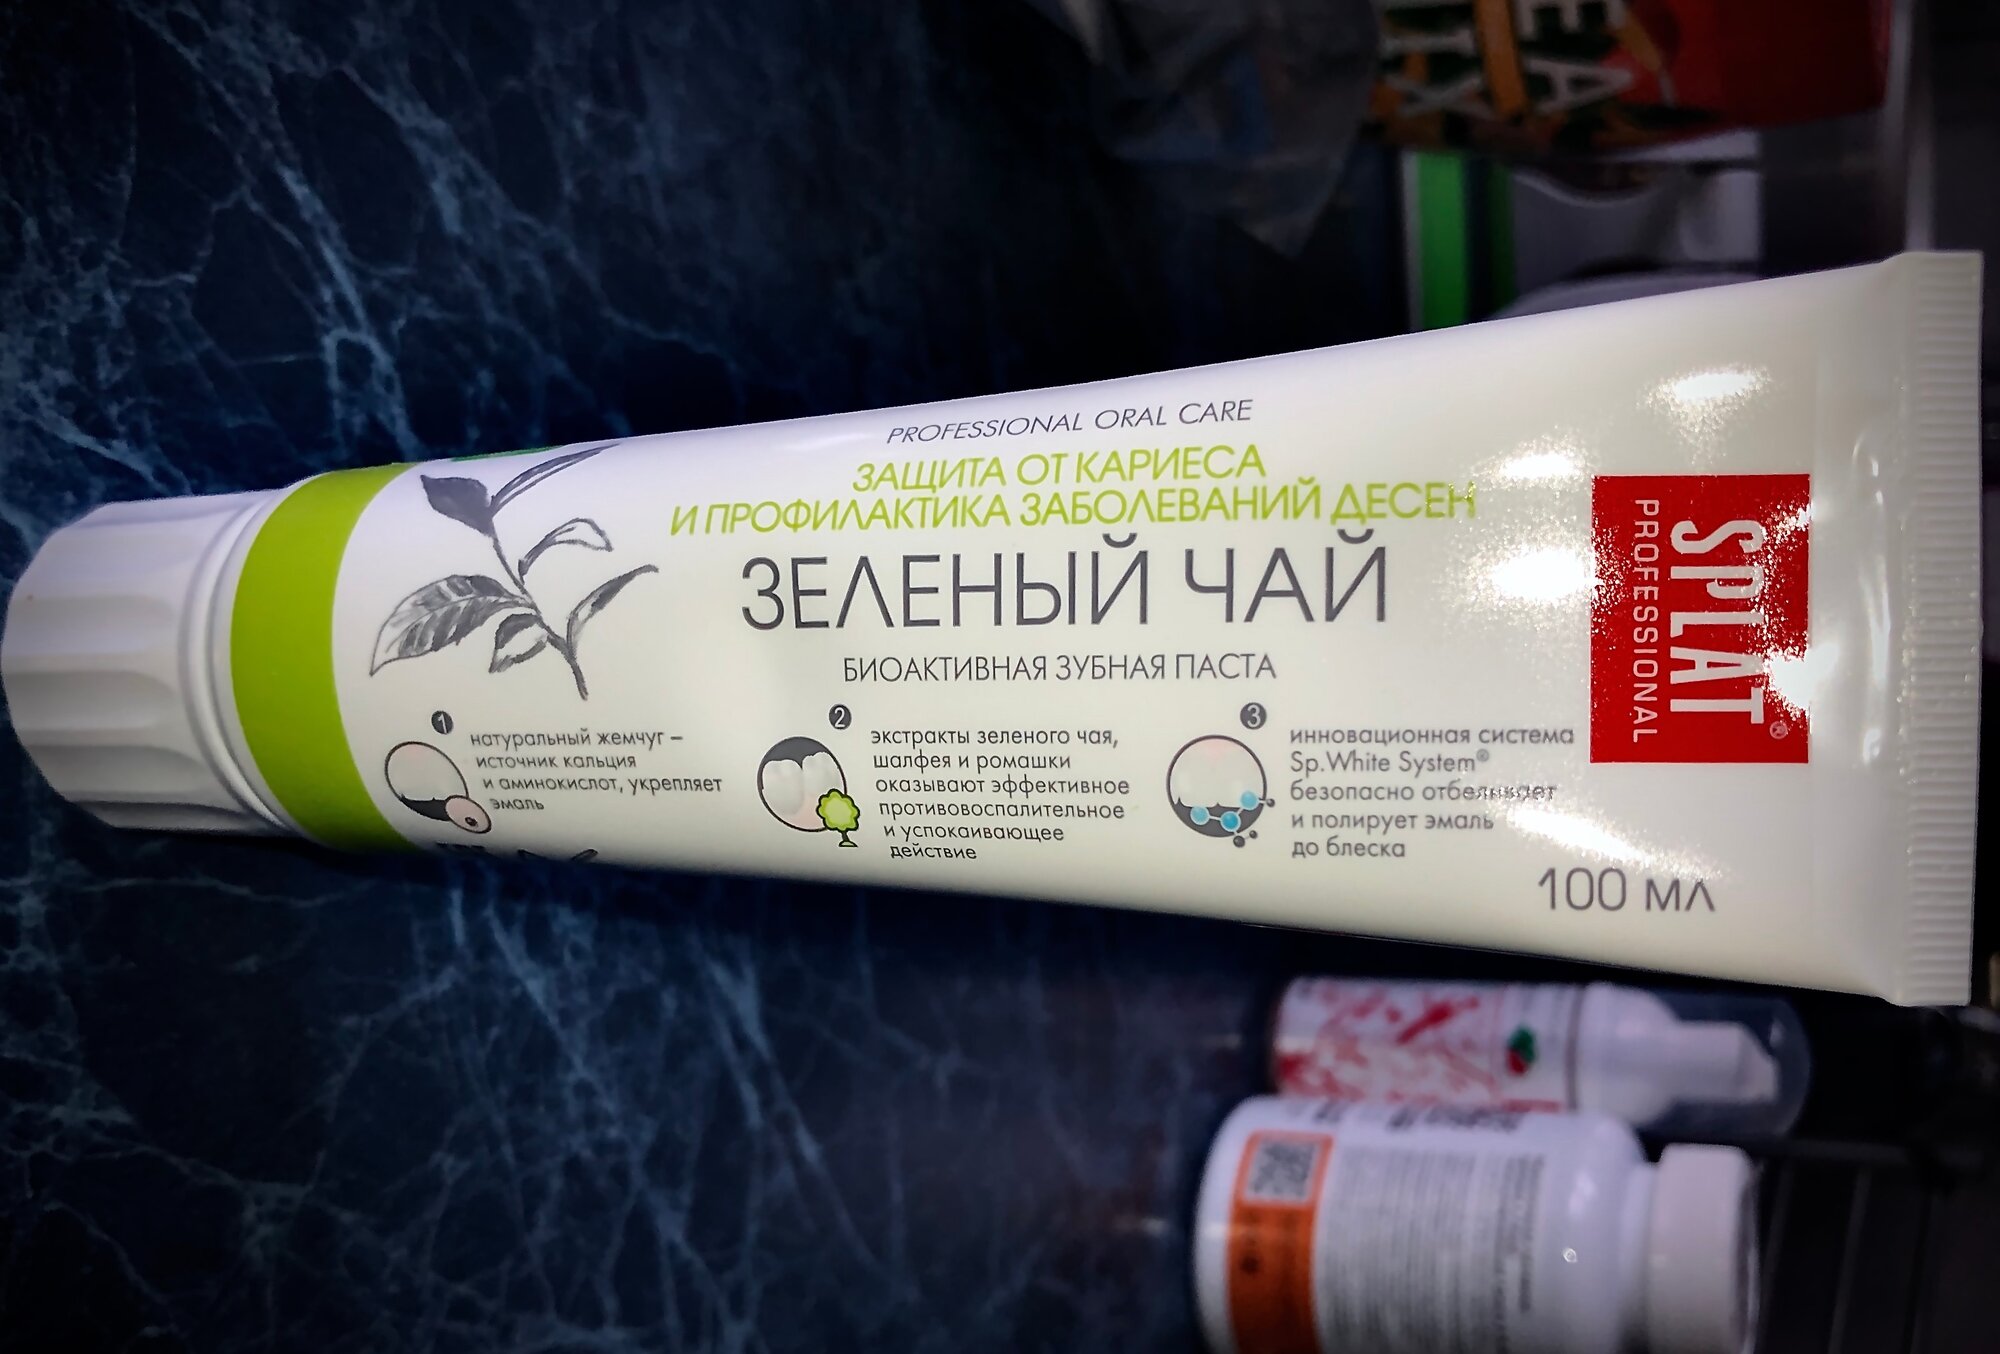 PROFESSIONAL ORAL CARE
ЗАЩИТА ОТ КАРИЕСА
И ПРОФИЛАКТИКА ЗАБОЛЕВАНИЙ ДЕСЕН
ЗЕЛЕНЫЙ ЧАЙ
БИОАКТИВНАЯ ЗУБНАЯ ПАСТА
1
натуральный жемчуг –
источник кальция
и аминокислот, укрепляет
эмаль
2
экстракты зеленого чая,
шалфея и ромашки
оказывают эффективное
противовоспалительное
и успокаивающее
действие
3
инновационная система
Sp.White System®
безопасно отбеливает
и полирует эмаль
до блеска
100 МЛ
SPLAT®
PROFESSIONAL